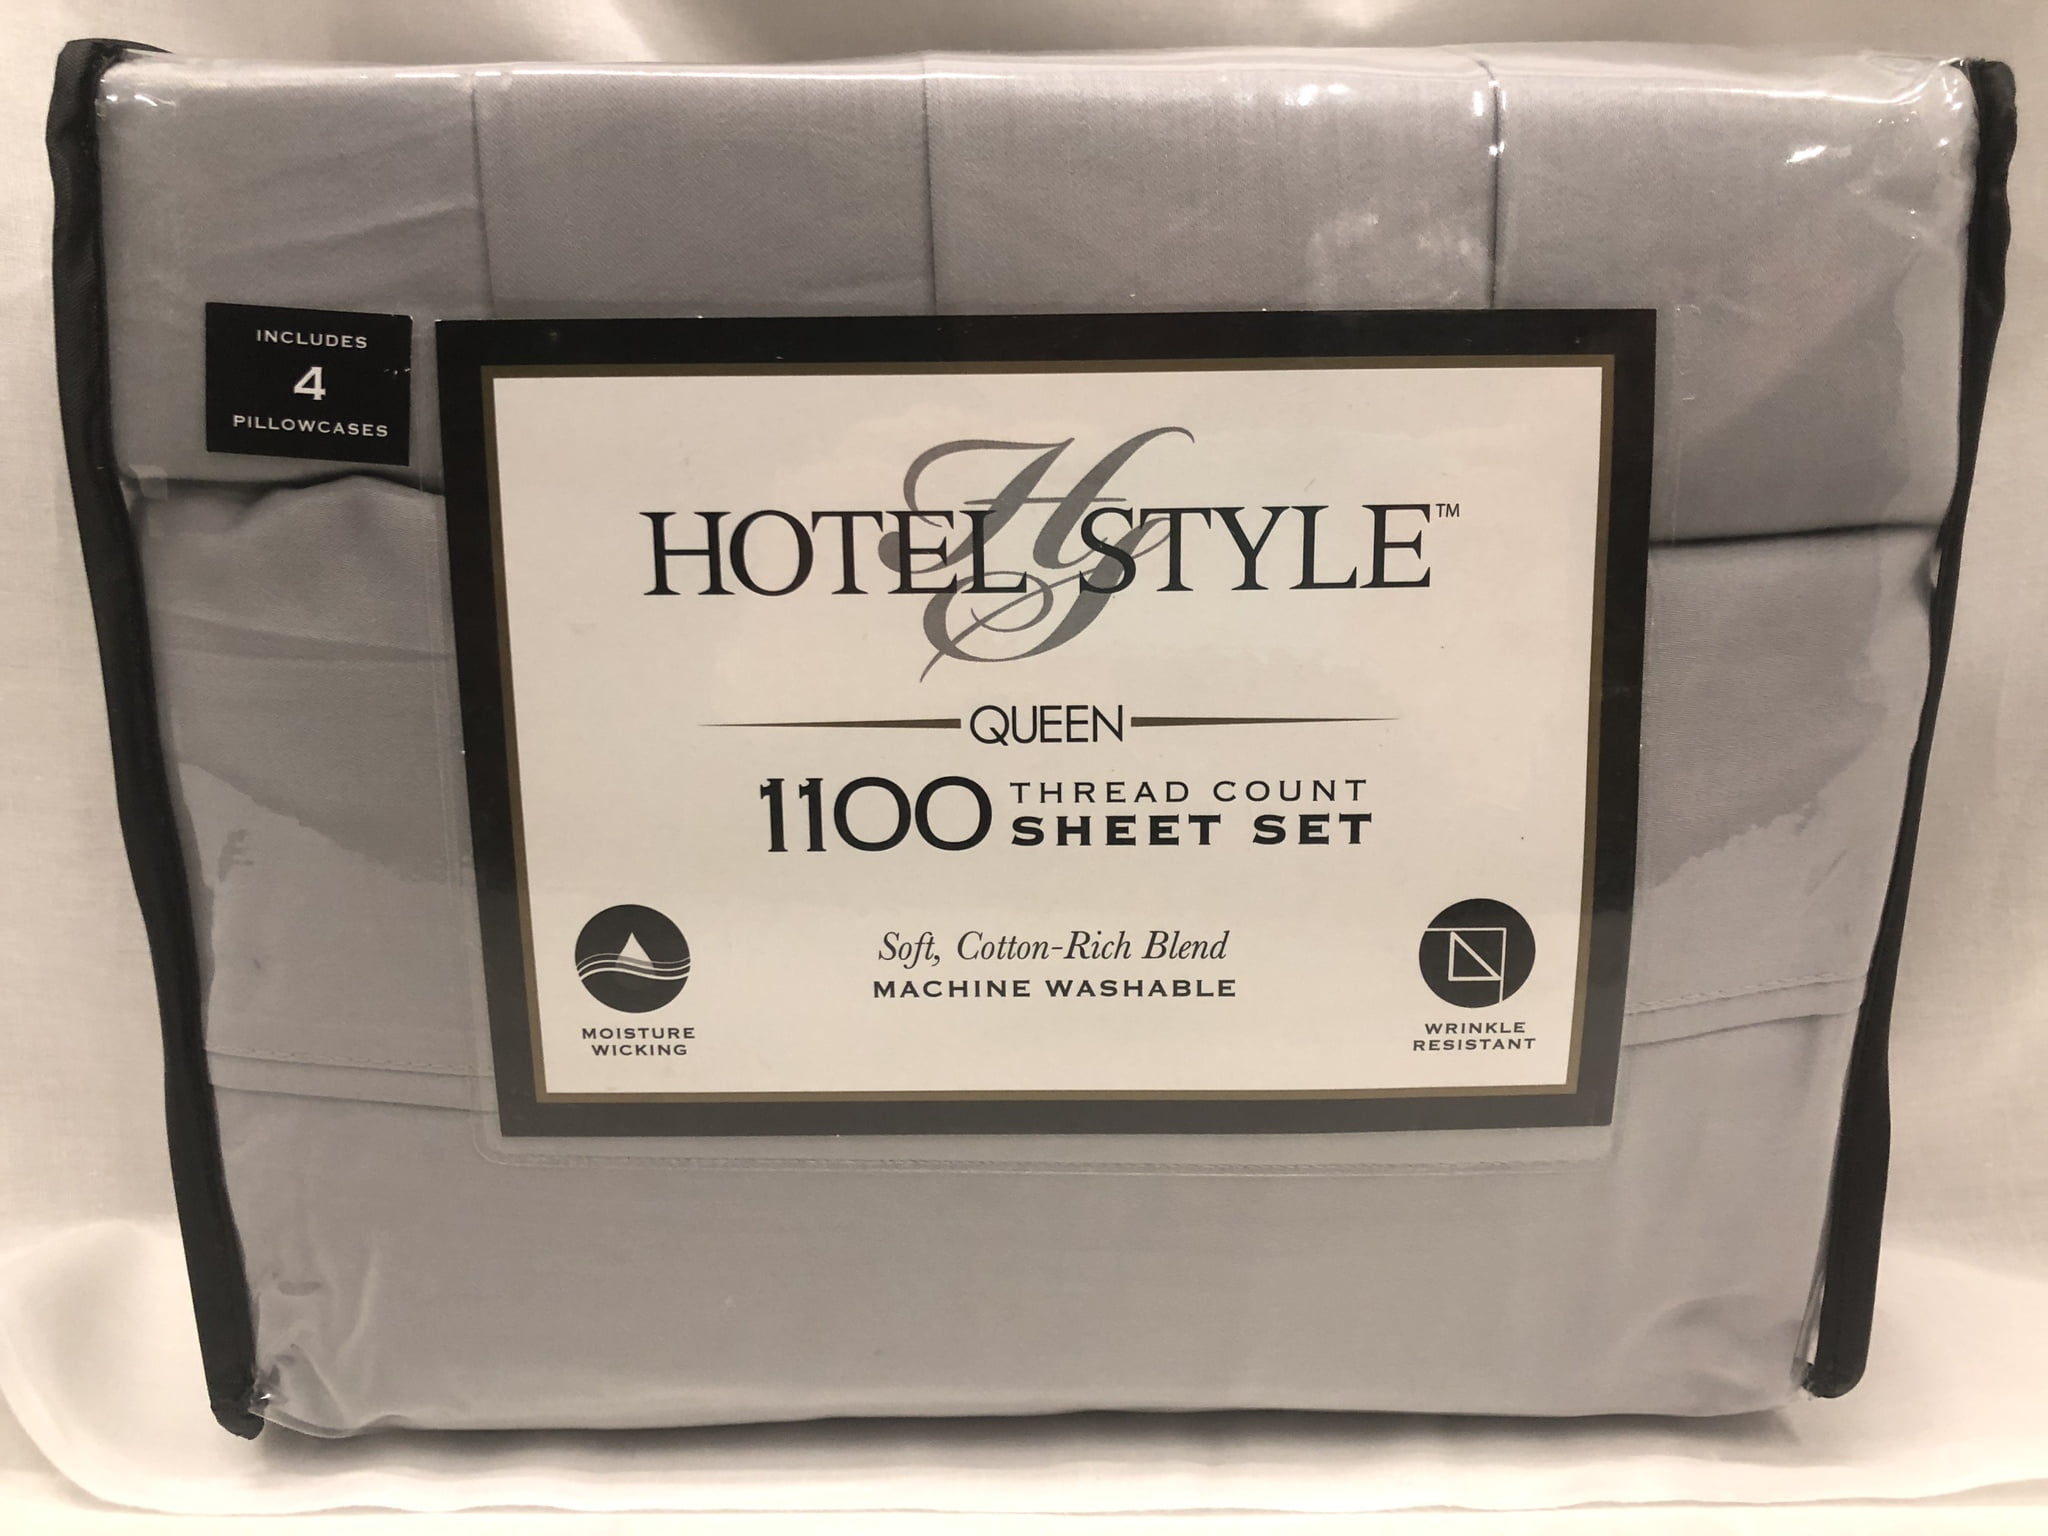 INCLUDES
4
PILLOWCASES
HS
HOTEL STYLE™
QUEEN
1100 THREAD COUNT
SHEET SET
Soft, Cotton-Rich Blend
MACHINE WASHABLE
MOISTURE
WICKING
WRINKLE
RESISTANT